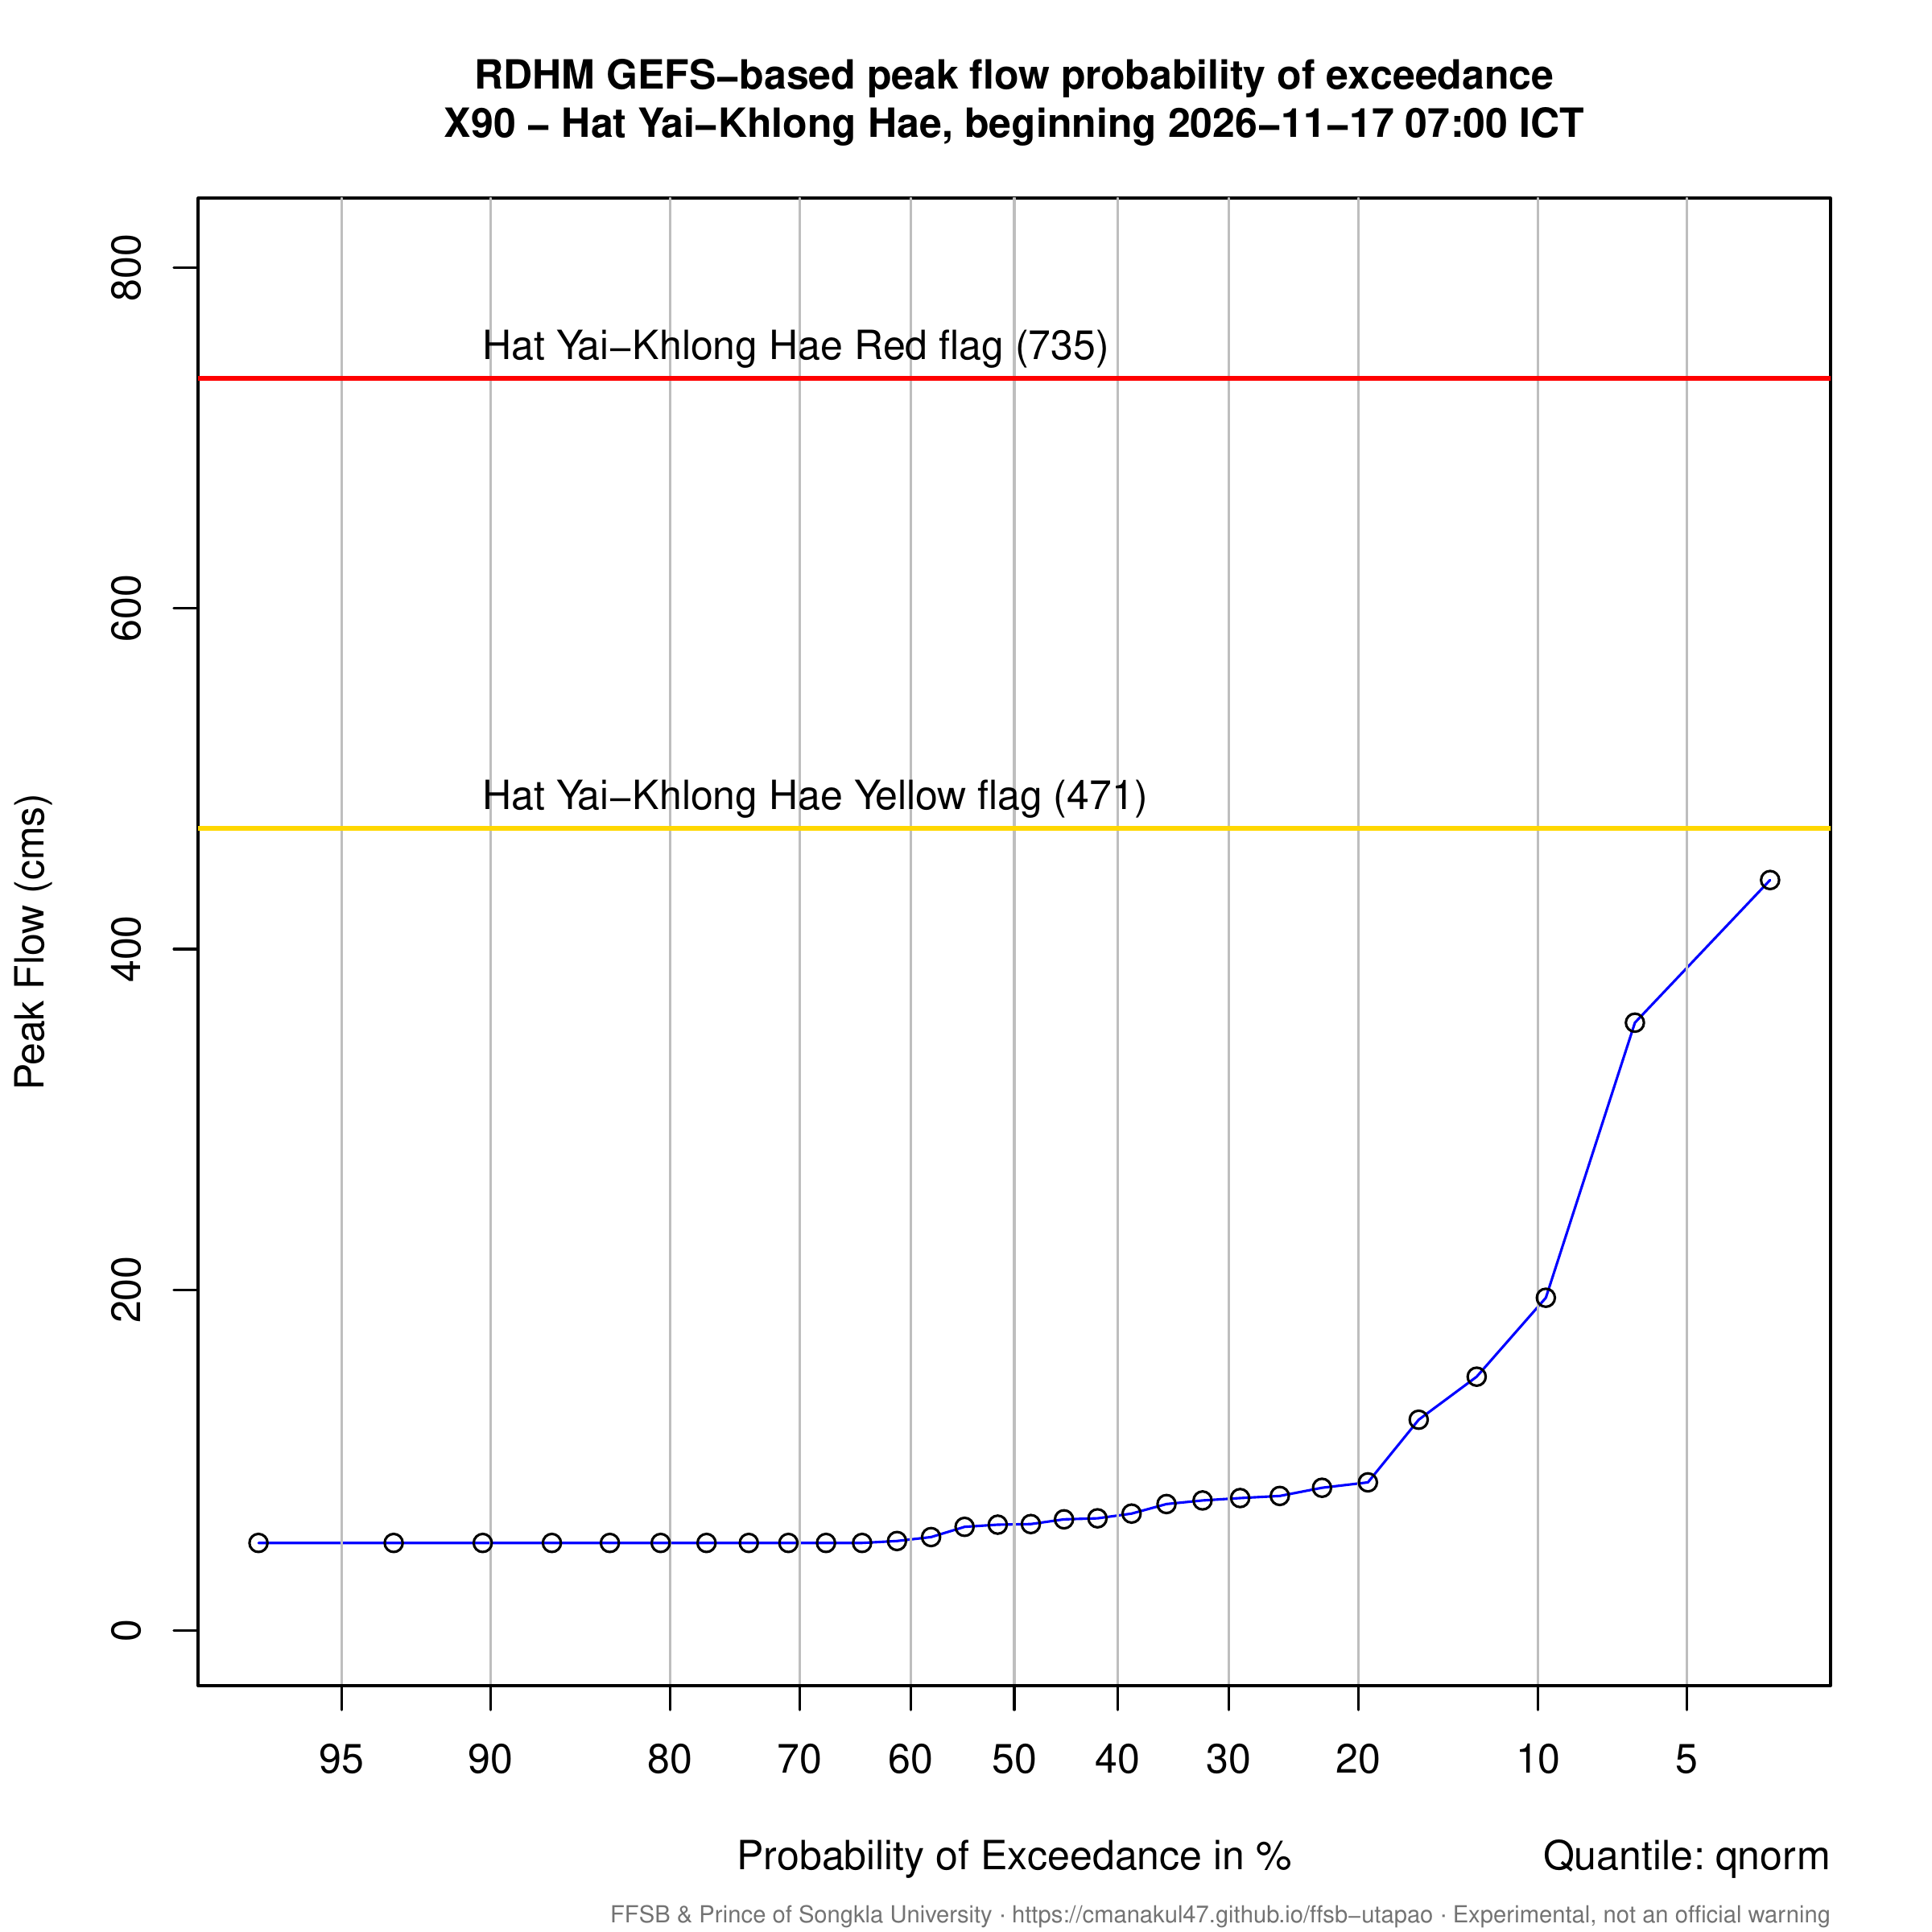 RDHM GEFS−based peak flow probability of exceedance
X90 − Hat Yai−Khlong Hae, beginning 2026−11−17 07:00 ICT
800
600
400
200
0
Peak Flow (cms)
Hat Yai−Khlong Hae Red flag (735)
Hat Yai−Khlong Hae Yellow flag (471)
95 90 80 70 60 50 40 30 20 10 5
Probability of Exceedance in %
Quantile: qnorm
FFSB & Prince of Songkla University · https://cmanakul47.github.io/ffsb−utapao · Experimental, not an official warning